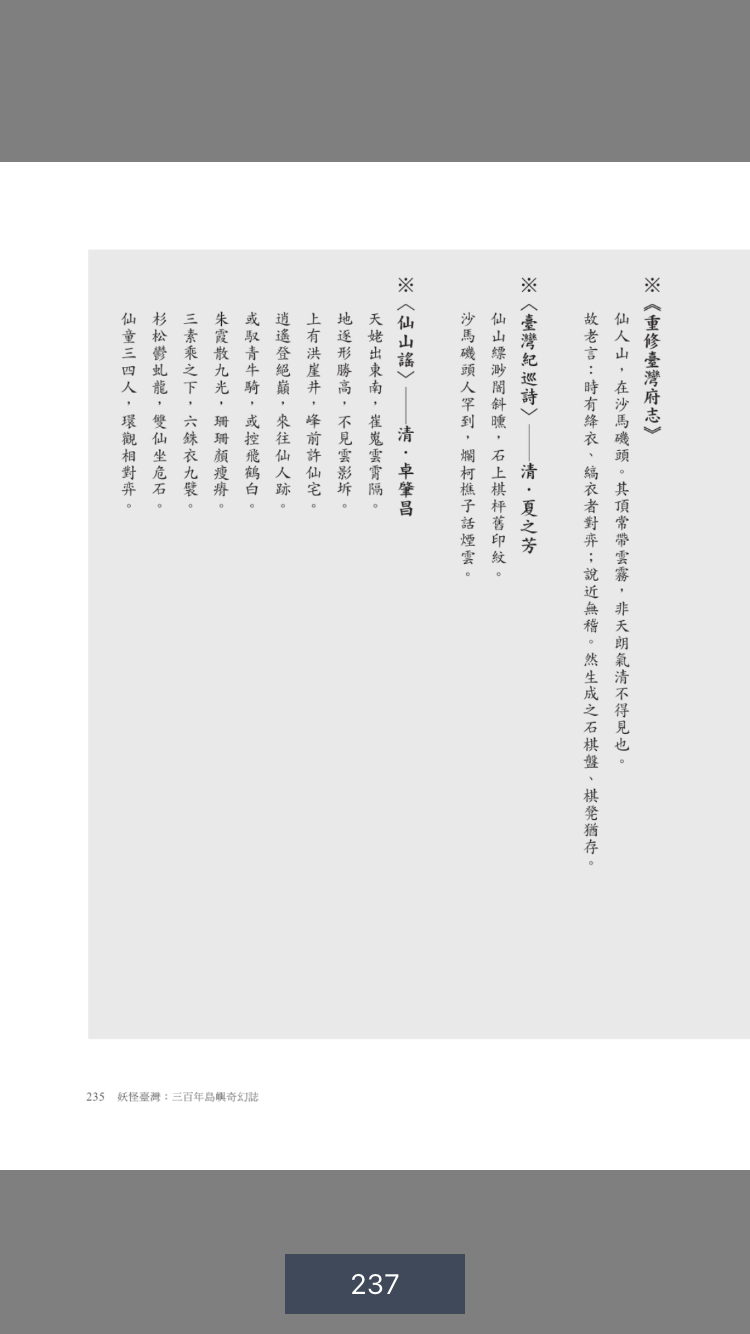 ※《重修臺灣府志》
仙人山，在沙馬磯頭。其頂常帶雲霧，非天朗氣清不得見也。
故老言：時有絳衣、縞衣者對弈；說近無稽。然生成之石棋盤、棋凳猶存。
※〈臺灣紀巡詩〉——清．夏之芳
仙山縹渺闇斜曛，石上棋枰舊印紋。
沙馬磯頭人罕到，爛柯樵子話煙雲。
※〈仙山謠〉——清．卓肇昌
天姥出東南，崔嵬雲霄隔。
地逐形勝高，不見雲影坼。
上有洪崖井，峰前許仙宅。
逍遙登絕巔，來往仙人跡。
或馭青牛騎，或控飛鶴白。
朱霞散九光，珊珊顏瘦瘠。
三素乘之下，六銖衣九襞。
杉松鬱虬龍，雙仙坐危石。
仙童三四人，環觀相對弈。
235 妖怪臺灣：三百年島嶼奇幻誌
237